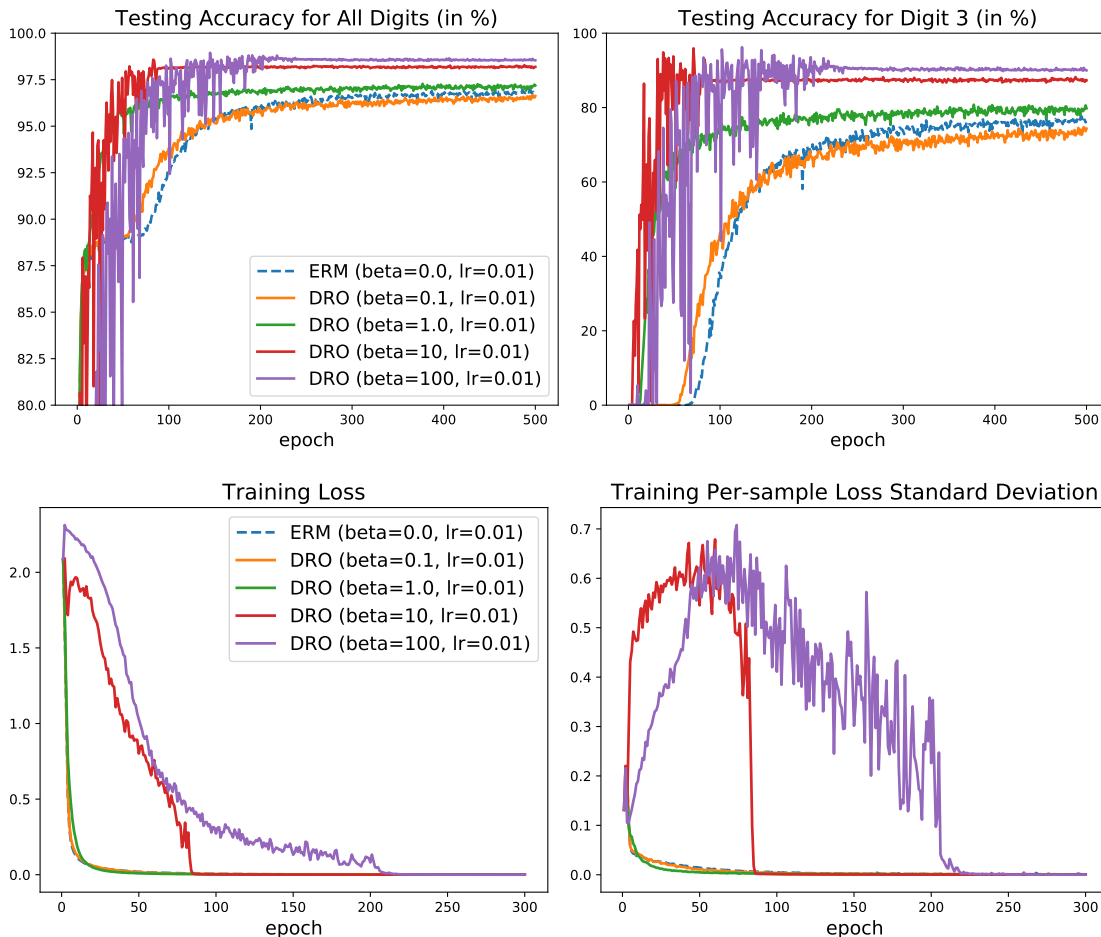 Testing Accuracy for All Digits (in %)
100.0
97.5
95.0
92.5
90.0
87.5
85.0
82.5
80.0
ERM (beta=0.0, lr=0.01)
DRO (beta=0.1, lr=0.01)
DRO (beta=1.0, lr=0.01)
DRO (beta=10, lr=0.01)
DRO (beta=100, lr=0.01)
0 100 200 300 400 500
epoch
Testing Accuracy for Digit 3 (in %)
100
80
60
40
20
0
0 100 200 300 400 500
epoch
Training Loss
2.0
1.5
1.0
0.5
0.0
ERM (beta=0.0, lr=0.01)
DRO (beta=0.1, lr=0.01)
DRO (beta=1.0, lr=0.01)
DRO (beta=10, lr=0.01)
DRO (beta=100, lr=0.01)
0 50 100 150 200 250 300
epoch
Training Per-sample Loss Standard Deviation
0.7
0.6
0.5
0.4
0.3
0.2
0.1
0.0
0 50 100 150 200 250 300
epoch